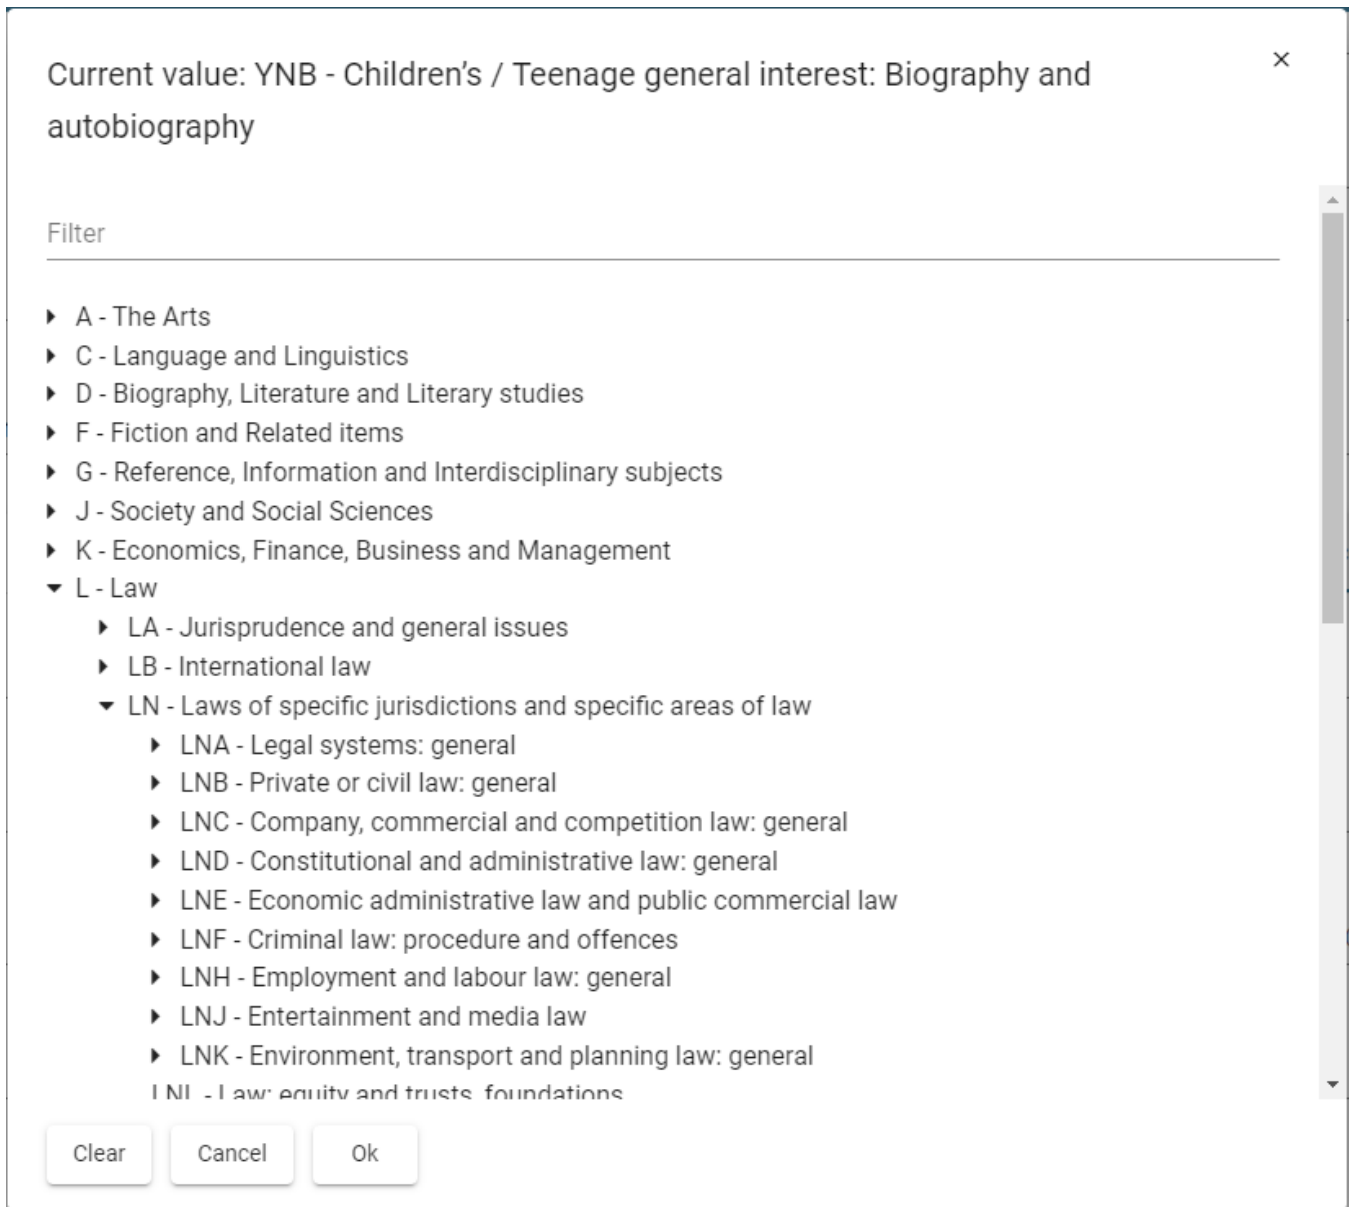 Current value: YNB - Children’s / Teenage general interest: Biography and
autobiography
×
Filter
A - The Arts
C - Language and Linguistics
D - Biography, Literature and Literary studies
F - Fiction and Related items
G - Reference, Information and Interdisciplinary subjects
J - Society and Social Sciences
K - Economics, Finance, Business and Management
L - Law
LA - Jurisprudence and general issues
LB - International law
LN - Laws of specific jurisdictions and specific areas of law
LNA - Legal systems: general
LNB - Private or civil law: general
LNC - Company, commercial and competition law: general
LND - Constitutional and administrative law: general
LNE - Economic administrative law and public commercial law
LNF - Criminal law: procedure and offences
LNH - Employment and labour law: general
LNJ - Entertainment and media law
LNK - Environment, transport and planning law: general
LNL - Law: equity and trusts, foundations
Clear Cancel Ok